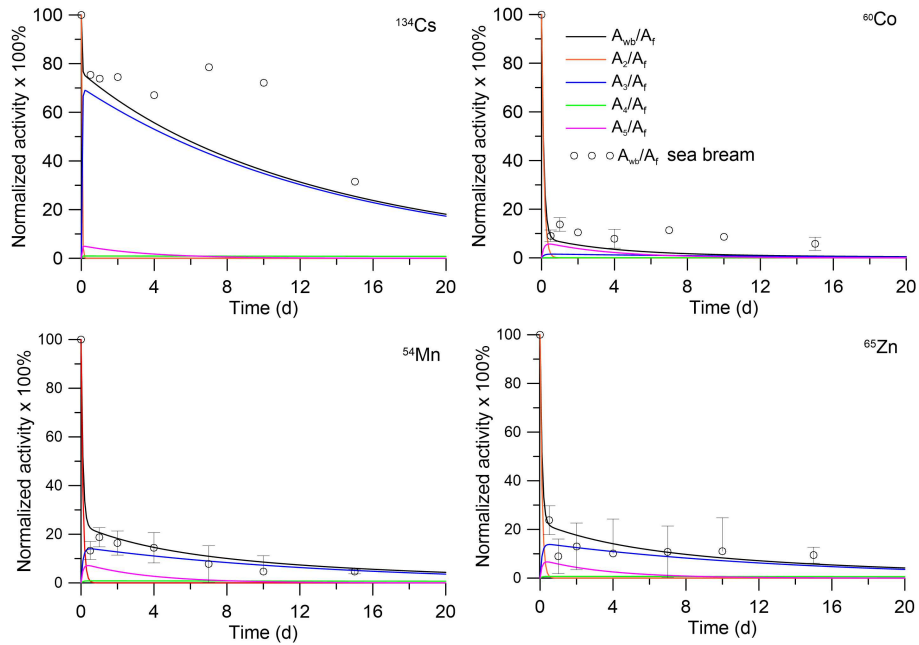 134Cs
Normalized activity x 100%
100
80
60
40
20
0
0 4 8 12 16 20
Time (d)
60Co
Normalized activity x 100%
100
80
60
40
20
0
0 4 8 12 16 20
Time (d)
Awb/Af
A2/Af
A3/Af
A4/Af
A5/Af
Awb/Af sea bream
54Mn
Normalized activity x 100%
100
80
60
40
20
0
0 4 8 12 16 20
Time (d)
65Zn
Normalized activity x 100%
100
80
60
40
20
0
0 4 8 12 16 20
Time (d)